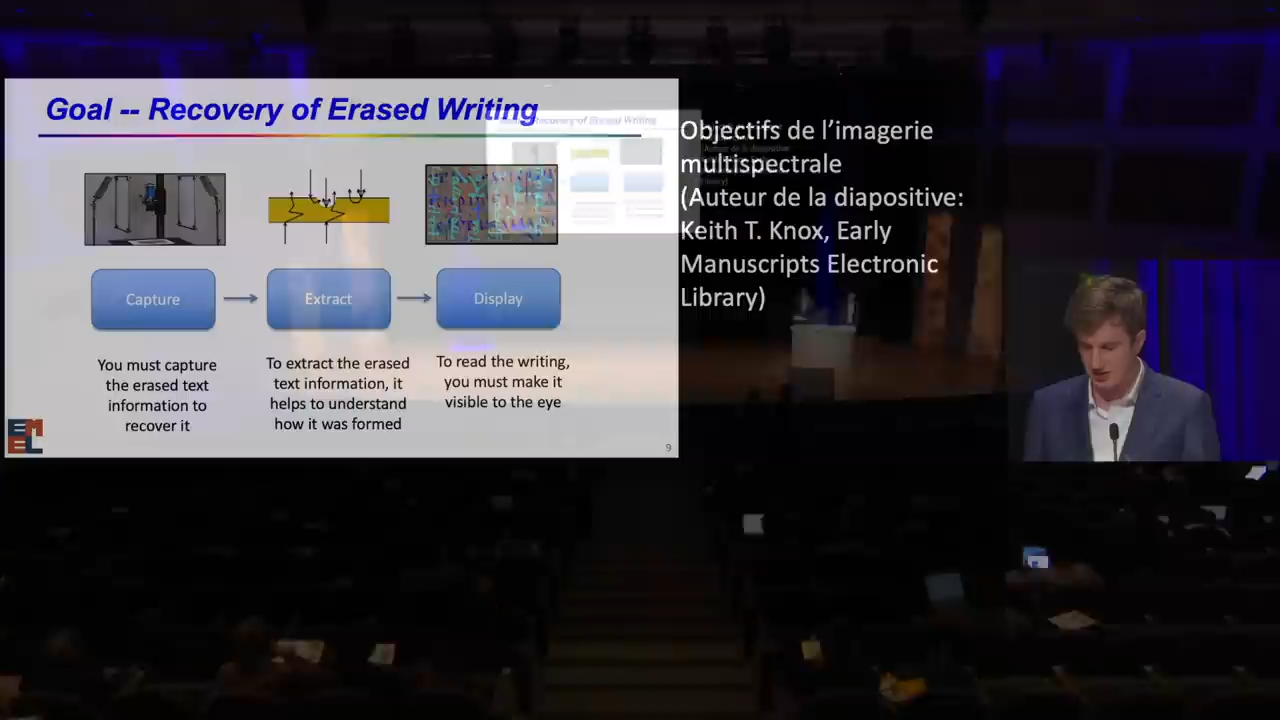 Goal -- Recovery of Erased Writing
Capture
Extract
Display
You must capture
the erased text
information to
recover it
To extract the erased
text information, it
helps to understand
how it was formed
To read the writing,
you must make it
visible to the eye
EM
EL
9
Objectifs de l’imagerie
multispectrale
(Auteur de la diapositive:
Keith T. Knox, Early
Manuscripts Electronic
Library)